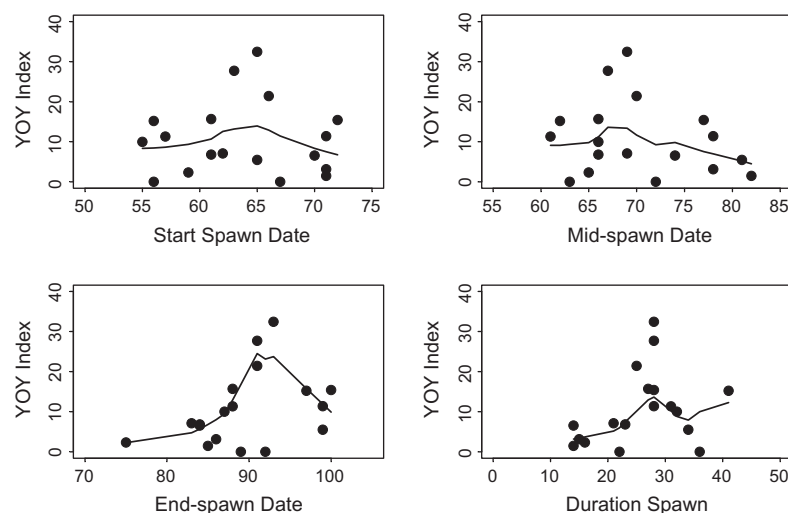 YOY Index
0 10 20 30 40
50 55 60 65 70 75
Start Spawn Date
YOY Index
0 10 20 30 40
55 60 65 70 75 80 85
Mid-spawn Date
YOY Index
0 10 20 30 40
70 80 90 100
End-spawn Date
YOY Index
0 10 20 30 40
0 10 20 30 40 50
Duration Spawn